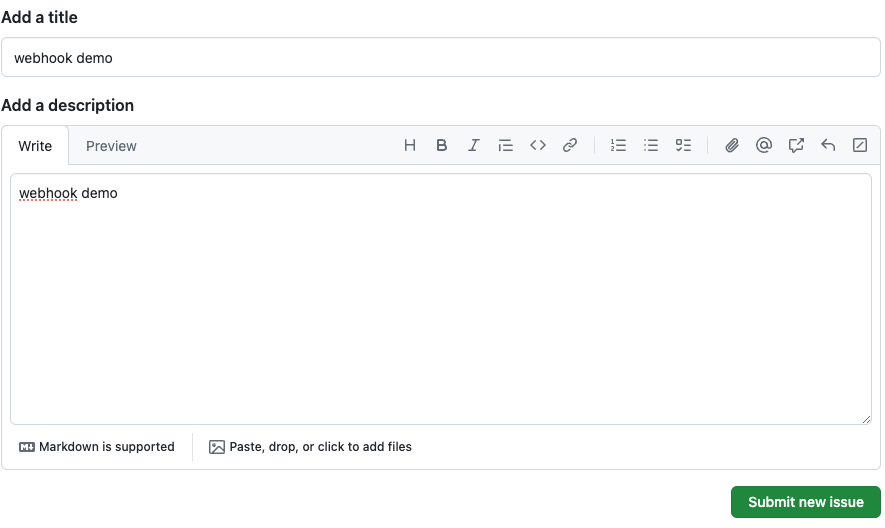 Add a title
webhook demo
Add a description
Write Preview
webhook demo
Markdown is supported Paste, drop, or click to add files
Submit new issue